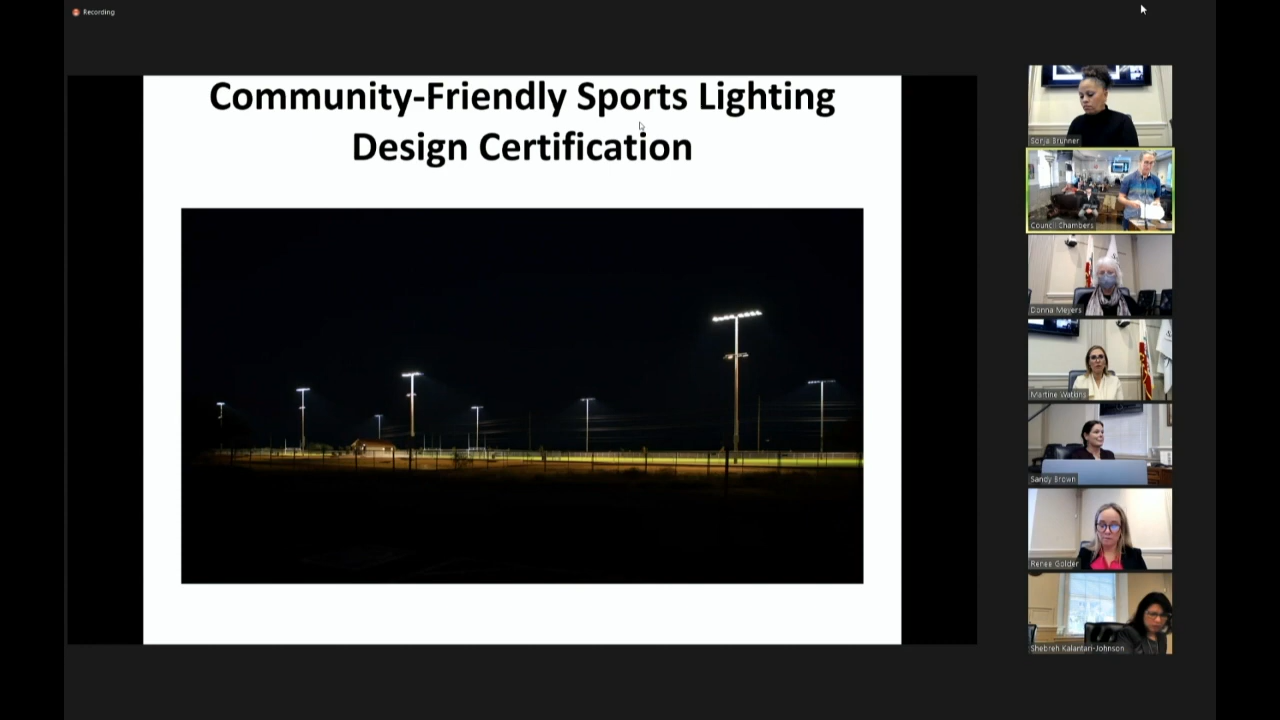 Recording
Community-Friendly Sports Lighting
Design Certification
Sonja Brunner
Council Chambers
Donna Meyers
Martine Watkins
Sandy Brown
Renee Golder
Shebreh Kalantari-Johnson